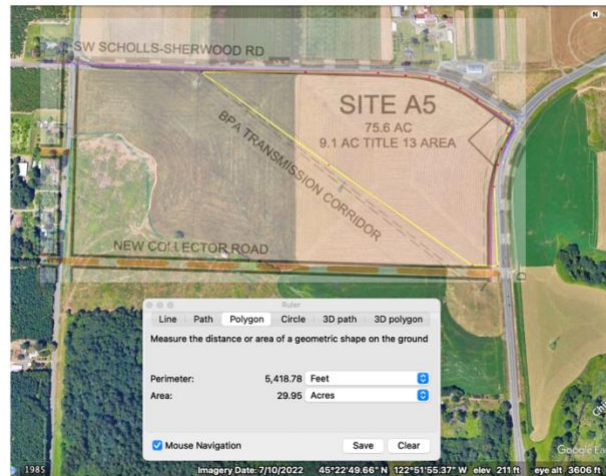 N
SW SCHOLLS-SHERWOOD RD
SITE A5
75.6 AC
9.1 AC TITLE 13 AREA
BPA TRANSMISSION CORRIDOR
NEW COLLECTOR ROAD
Ruler
Line Path Polygon Circle 3D path 3D polygon
Measure the distance or area of a geometric shape on the ground
Perimeter: 5,418.78 Feet
Area: 29.95 Acres
Mouse Navigation Save Clear
Google Ea
1985 Imagery Date: 7/10/2022 45°22'49.66" N 122°51'55.37" W elev 211 ft eye alt 3606 ft